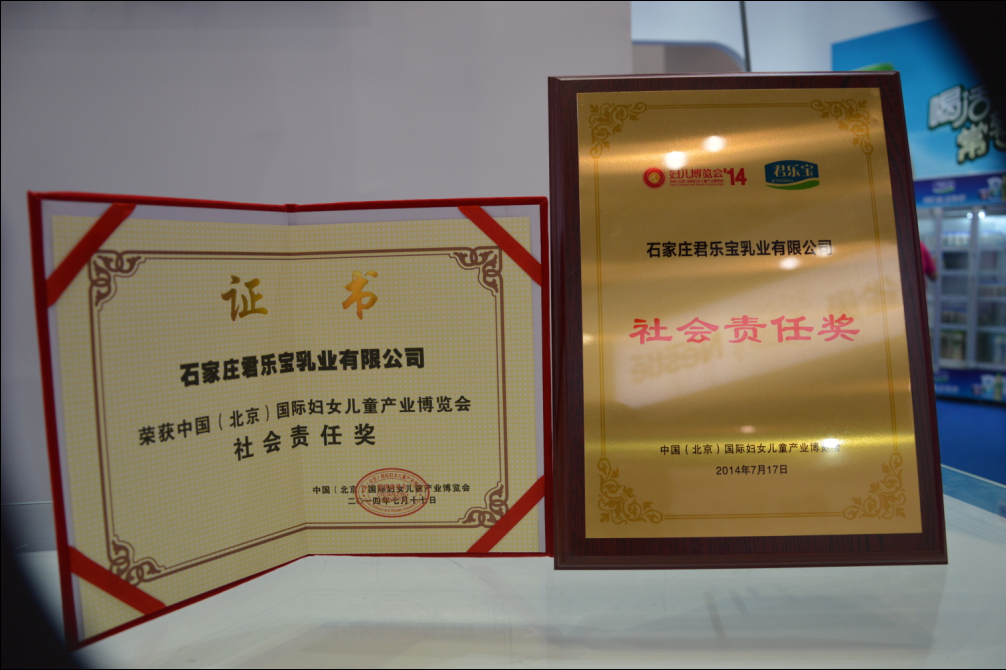 证书
石家庄君乐宝乳业有限公司
荣获中国（北京）国际妇女儿童产业博览会
社会责任奖
中国（北京）国际妇女儿童产业博览会
二〇一四年七月十七日
妇儿博览会'14
君乐宝
石家庄君乐宝乳业有限公司
社会责任奖
中国（北京）国际妇女儿童产业博览会
2014年7月17日
喝
常
Nestlé